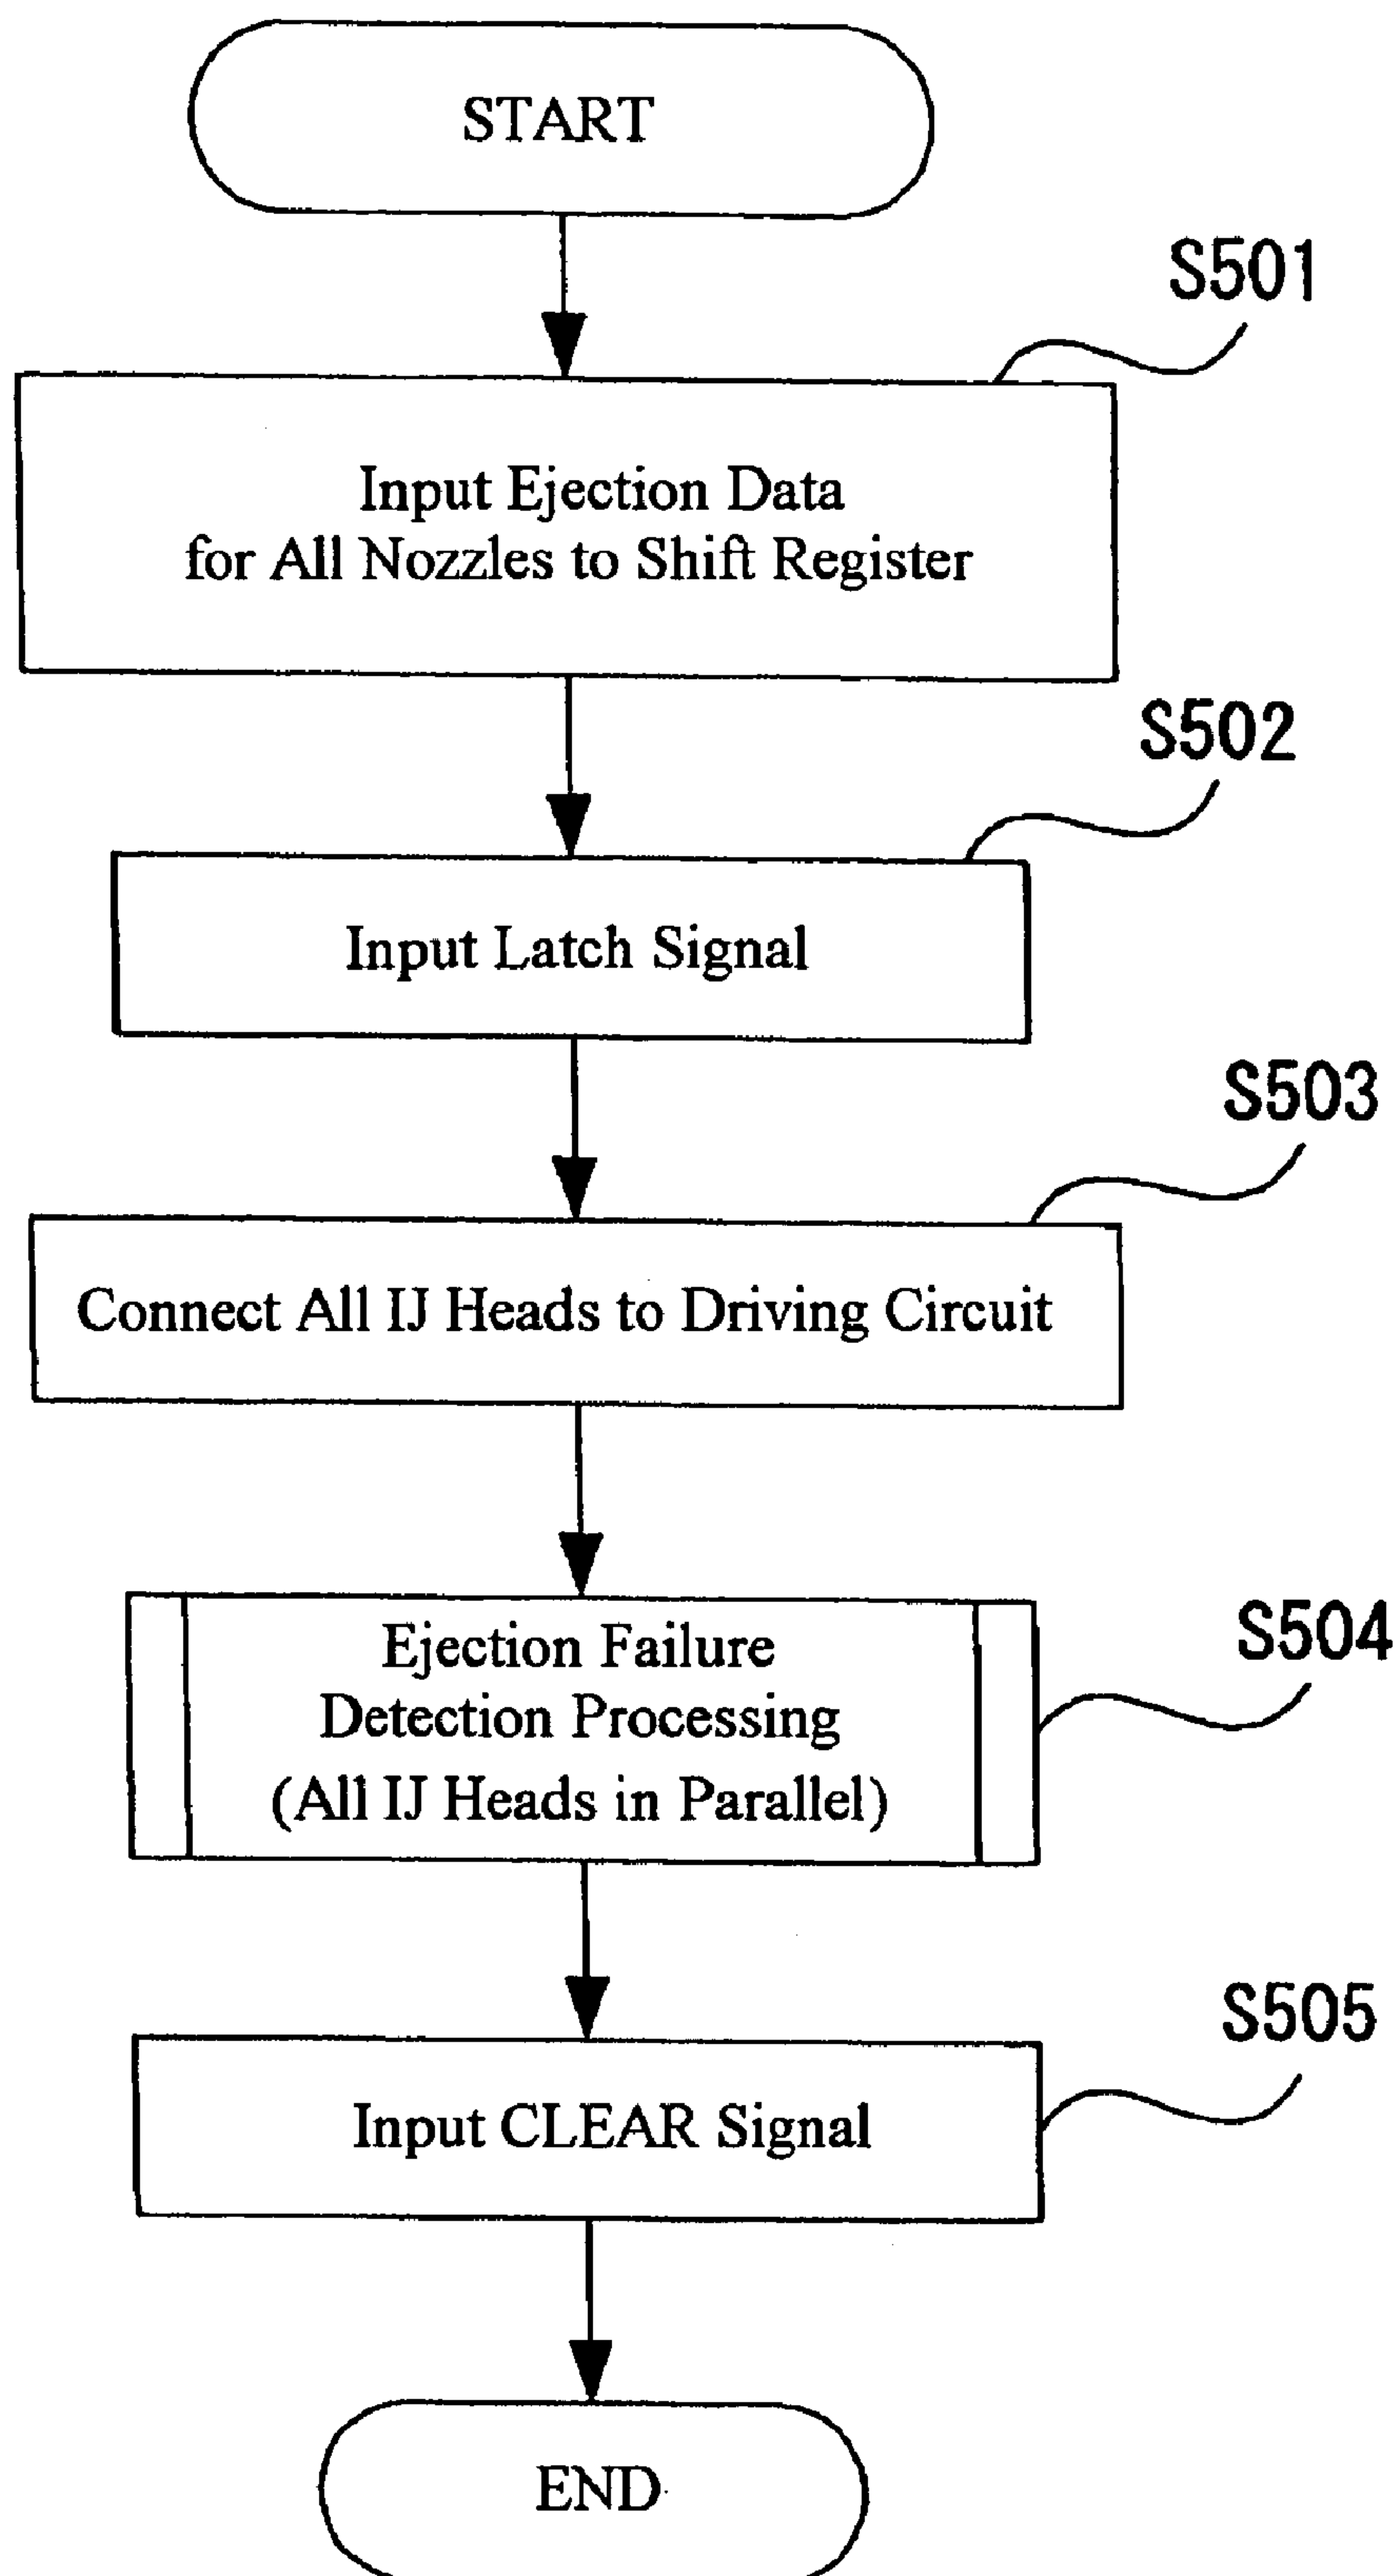 START
S501
Input Ejection Data
for All Nozzles to Shift Register
S502
Input Latch Signal
S503
Connect All IJ Heads to Driving Circuit
S504
Ejection Failure
Detection Processing
(All IJ Heads in Parallel)
S505
Input CLEAR Signal
END